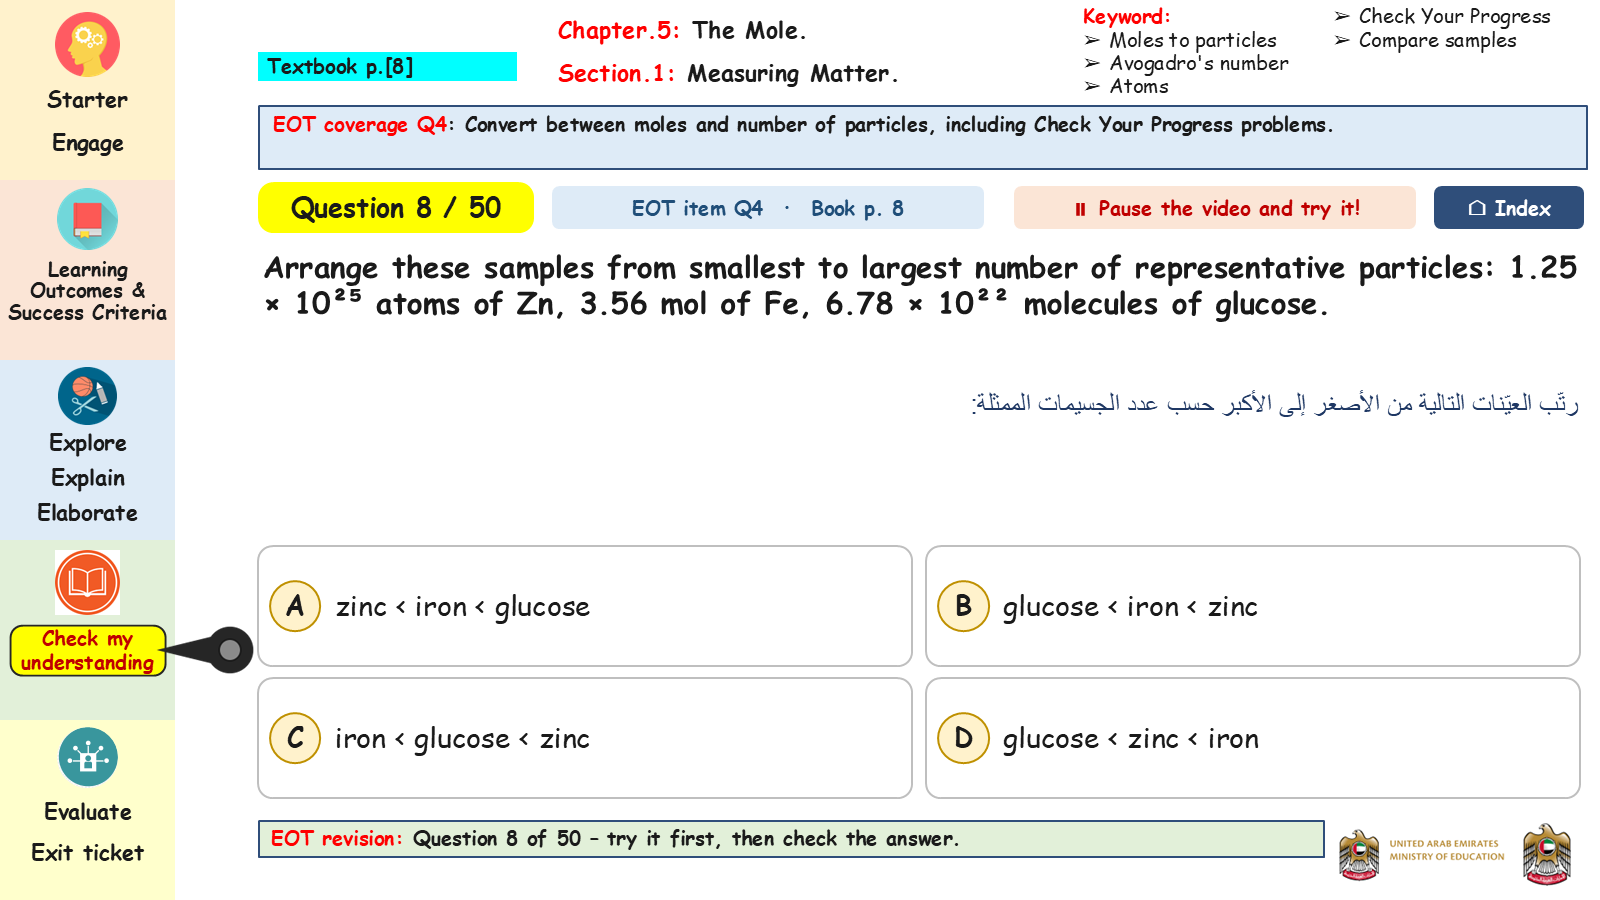 Starter
Engage
Learning
Outcomes &
Success Criteria
Explore
Explain
Elaborate
Check my
understanding
Evaluate
Exit ticket
Textbook p.[8]
Chapter.5: The Mole.
Section.1: Measuring Matter.
Keyword:
➢ Moles to particles
➢ Avogadro's number
➢ Atoms
➢ Check Your Progress
➢ Compare samples
EOT coverage Q4: Convert between moles and number of particles, including Check Your Progress problems.
Question 8 / 50
EOT item Q4 · Book p. 8
⏸ Pause the video and try it!
⌂ Index
Arrange these samples from smallest to largest number of representative particles: 1.25
× 10²⁵ atoms of Zn, 3.56 mol of Fe, 6.78 × 10²² molecules of glucose.
رتّب العيّنات التالية من الأصغر إلى الأكبر حسب عدد الجسيمات الممثلة:
A zinc < iron < glucose
B glucose < iron < zinc
C iron < glucose < zinc
D glucose < zinc < iron
EOT revision: Question 8 of 50 – try it first, then check the answer.
UNITED ARAB EMIRATES
MINISTRY OF EDUCATION